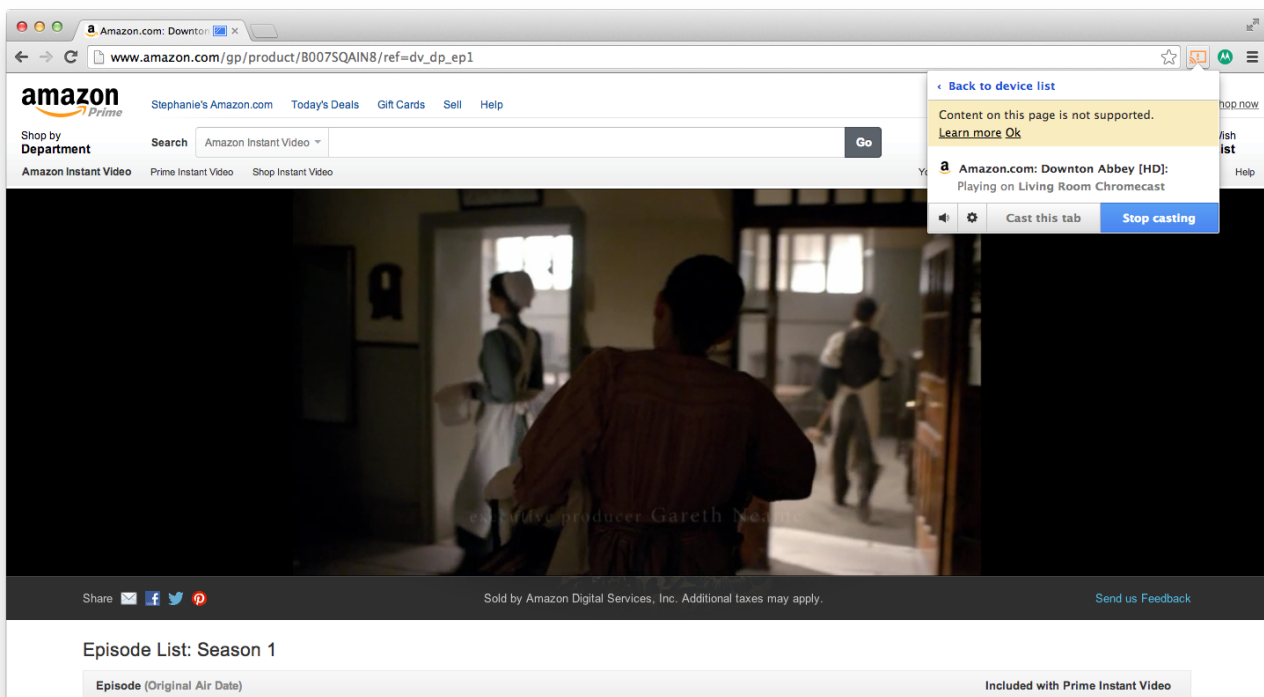 Amazon.com: Downton
www.amazon.com/gp/product/B007SQAIN8/ref=dv_dp_ep1
‹ Back to device list
Content on this page is not supported.
Learn more Ok
a Amazon.com: Downton Abbey [HD]:
Playing on Living Room Chromecast
Cast this tab Stop casting
amazon Prime
Stephanie's Amazon.com Today's Deals Gift Cards Sell Help
hop now
Shop by
Department
Search Amazon Instant Video Go
ish
ist
Amazon Instant Video Prime Instant Video Shop Instant Video Help
executive producer Gareth
Share Sold by Amazon Digital Services, Inc. Additional taxes may apply. Send us Feedback
Episode List: Season 1
Episode (Original Air Date) Included with Prime Instant Video